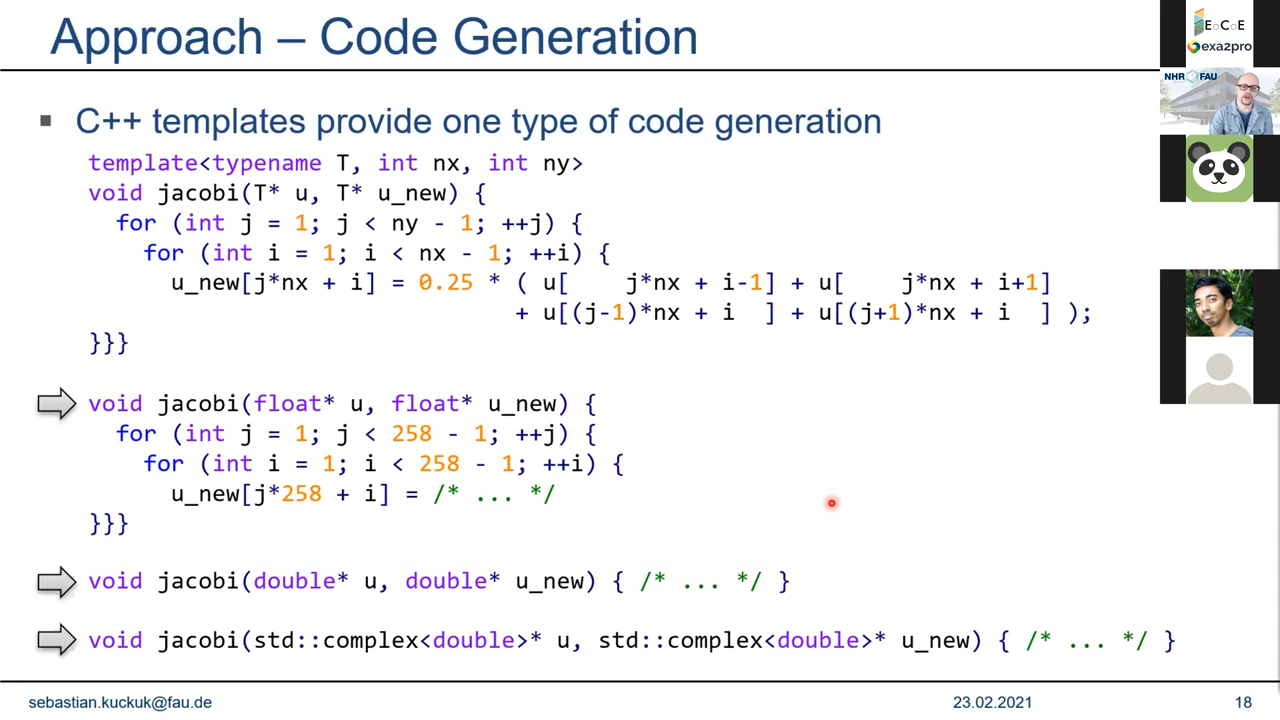 Approach – Code Generation
EoCoE
exa2pro
NHR FAU
▪ C++ templates provide one type of code generation
template<typename T, int nx, int ny>
void jacobi(T* u, T* u_new) {
  for (int j = 1; j < ny - 1; ++j) {
    for (int i = 1; i < nx - 1; ++i) {
      u_new[j*nx + i] = 0.25 * ( u[    j*nx + i-1] + u[    j*nx + i+1]
                               + u[(j-1)*nx + i  ] + u[(j+1)*nx + i  ] );
}}}
void jacobi(float* u, float* u_new) {
  for (int j = 1; j < 258 - 1; ++j) {
    for (int i = 1; i < 258 - 1; ++i) {
      u_new[j*258 + i] = /* ... */
}}}
void jacobi(double* u, double* u_new) { /* ... */ }
void jacobi(std::complex<double>* u, std::complex<double>* u_new) { /* ... */ }
sebastian.kuckuk@fau.de
23.02.2021
18